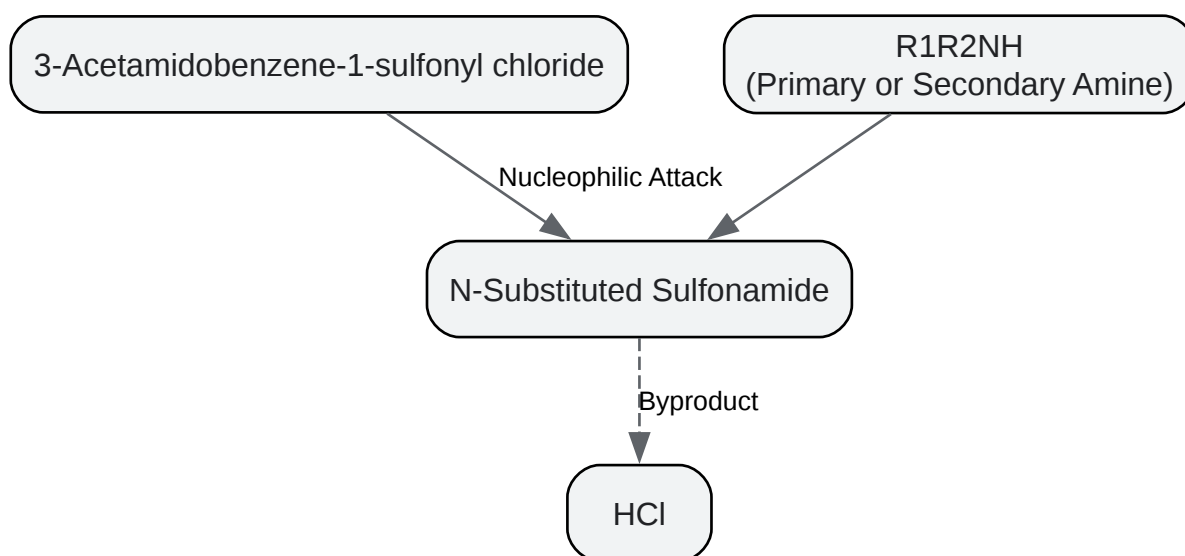 3-Acetamidobenzene-1-sulfonyl chloride
R1R2NH
(Primary or Secondary Amine)
Nucleophilic Attack
N-Substituted Sulfonamide
Byproduct
HCl